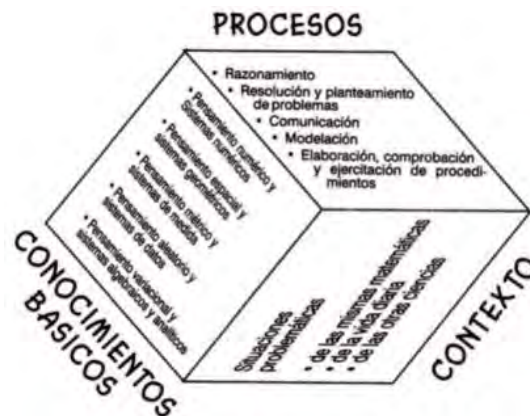 PROCESOS
• Razonamiento
• Resolución y planteamiento
de problemas
• Comunicación
• Modelación
• Elaboración, comprobación
y ejercitación de procedi-
mientos
• Pensamiento numérico y
Sistemas numéricos
• Pensamiento espacial y
sistemas geométricos
• Pensamiento métrico y
sistemas de medida
• Pensamiento aleatorio y
sistemas de datos
• Pensamiento variacional y
sistemas algebraicos y analíticos
CONOCIMIENTOS
BASICOS
Situaciones
problemáticas
• de las mismas matemáticas
• de la vida diaria
• de las otras ciencias
CONTEXTO